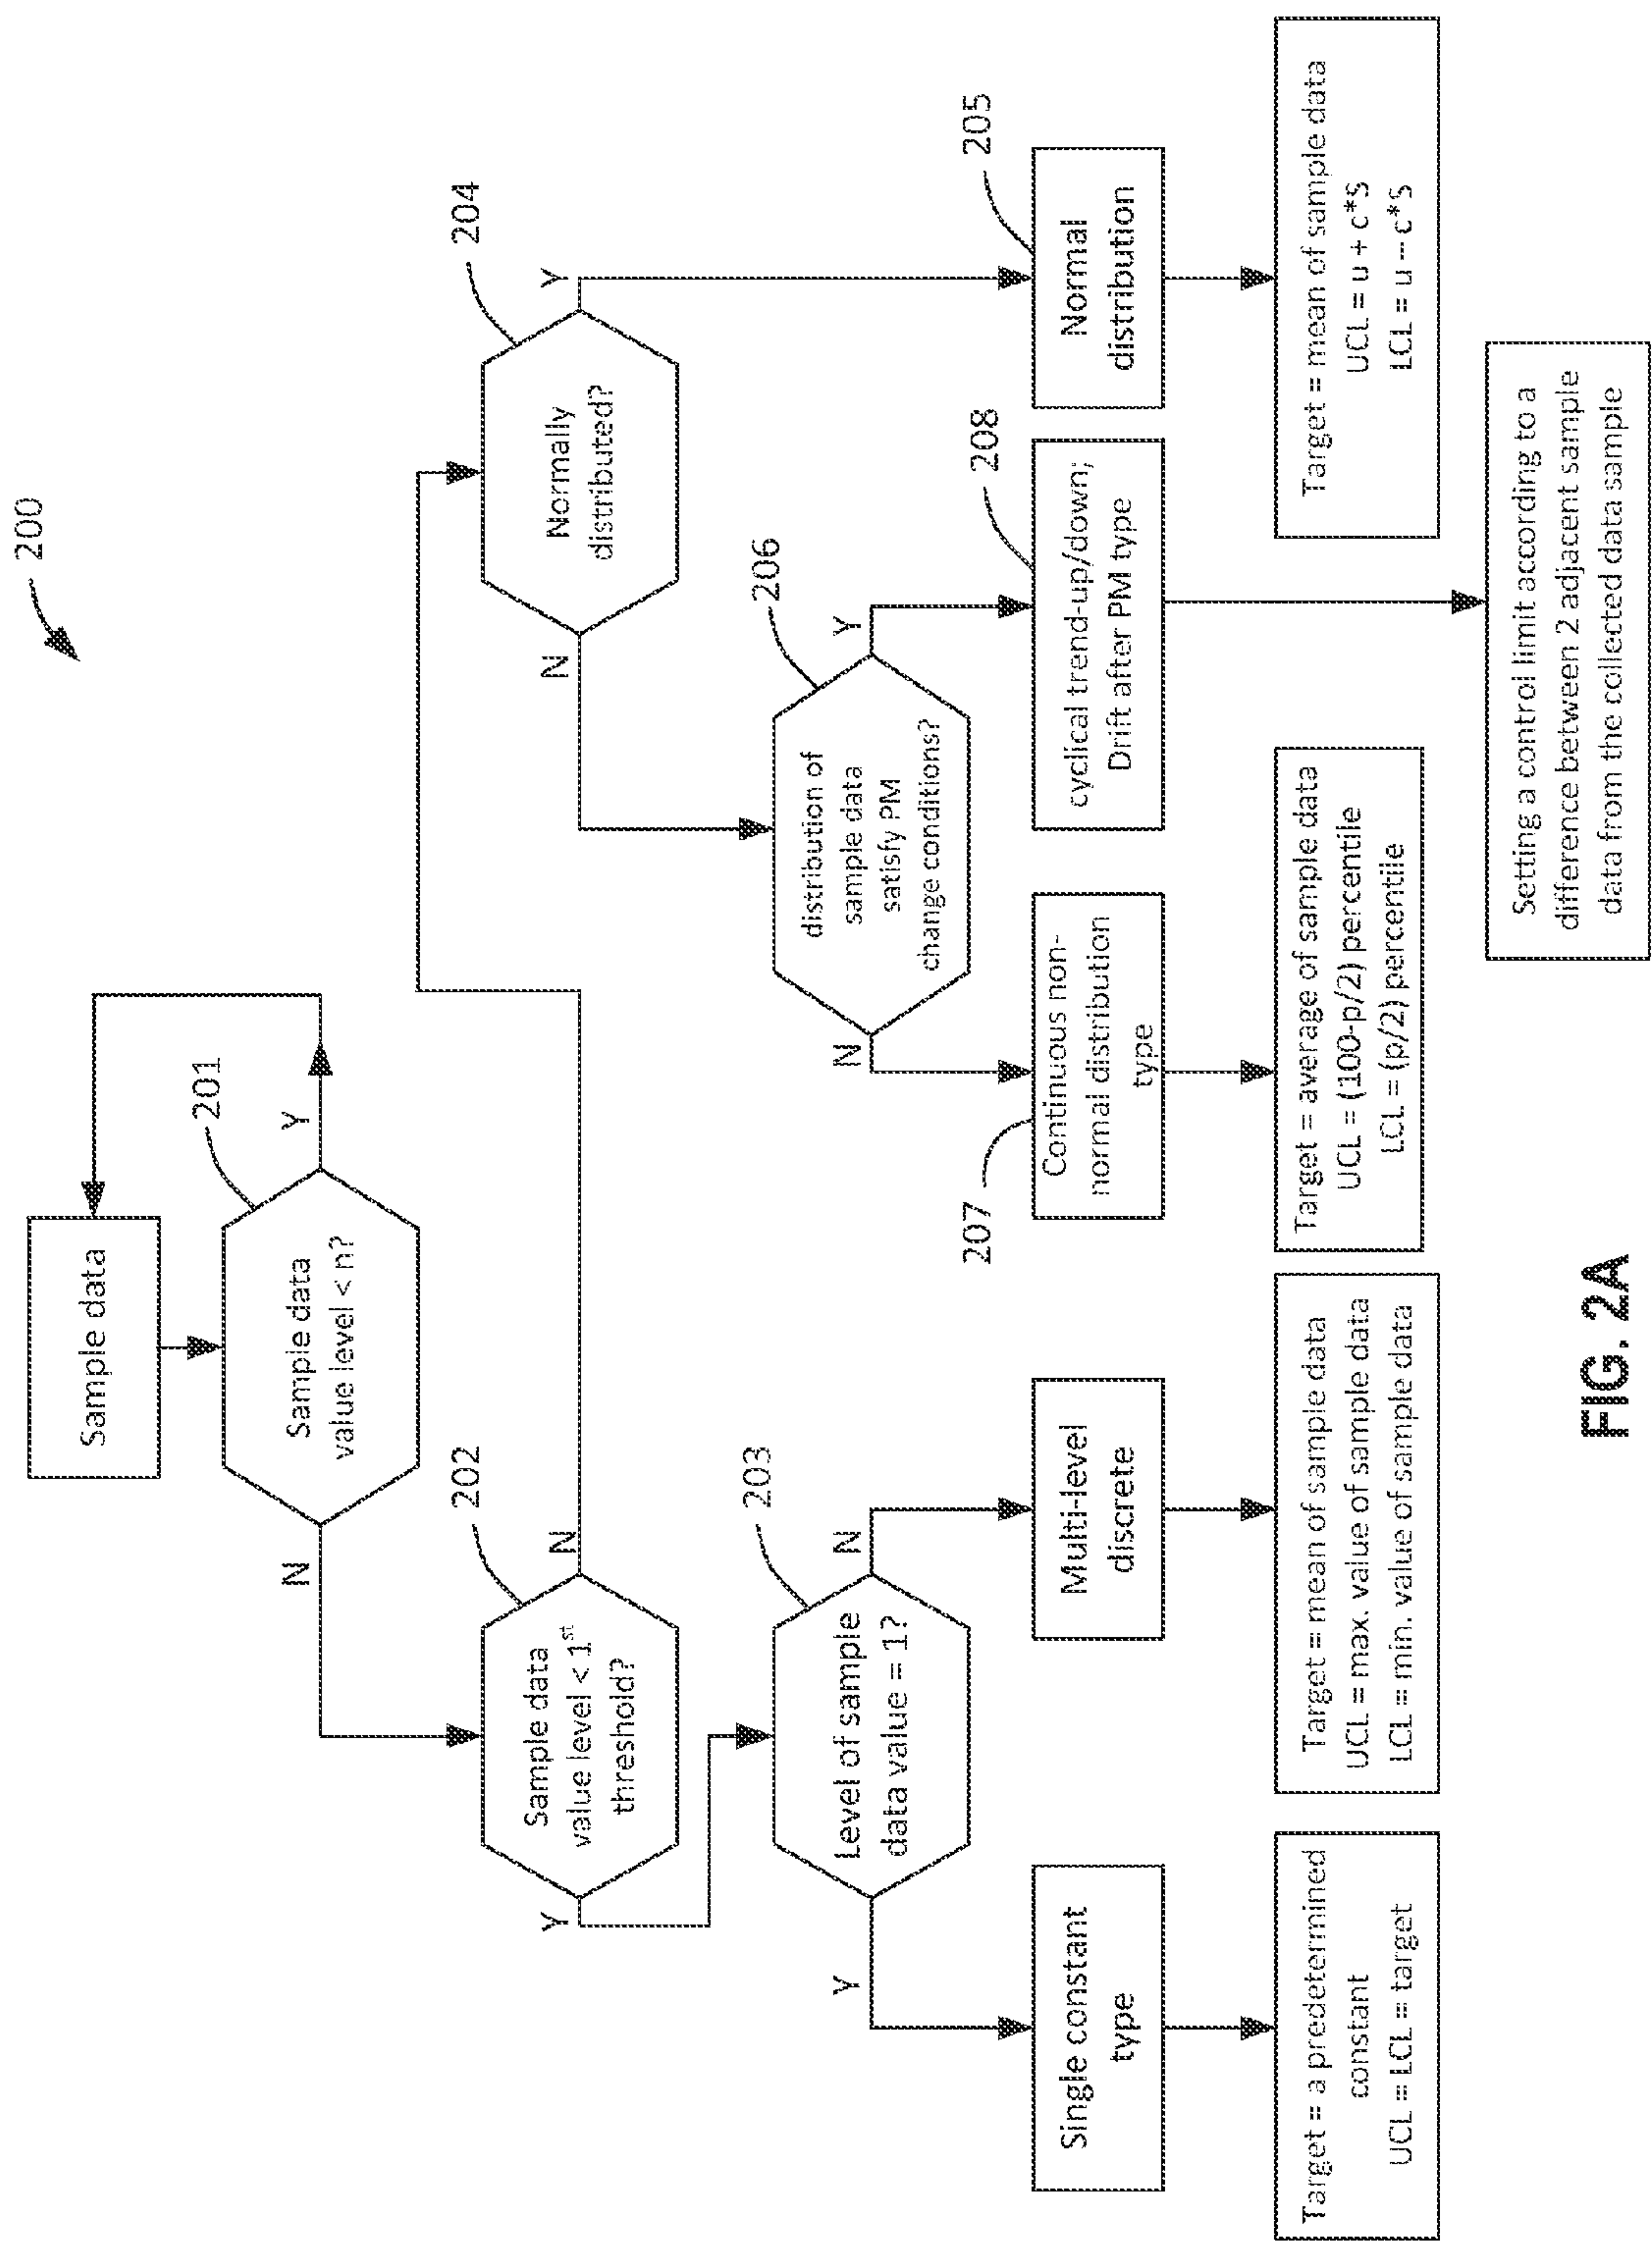 200
Sample data
201
Sample data
value level < n?
Y
N
202
Sample data
value level < 1st
threshold?
Y
N
204
Normally
distributed?
N
Y
203
Level of sample
data value = 1?
Y
N
206
distribution of
sample data
satisfy PM
change conditions?
N
Y
Single constant
type
Multi-level
discrete
207
Continuous non-
normal distribution
type
208
cyclical trend-up/down;
Drift after PM type
205
Normal
distribution
Target = a predetermined
constant
UCL = LCL = target
Target = mean of sample data
UCL = max. value of sample data
LCL = min. value of sample data
Target = average of sample data
UCL = (100-p/2) percentile
LCL = (p/2) percentile
Target = mean of sample data
UCL = u + c*S
LCL = u – c*S
Setting a control limit according to a
difference between 2 adjacent sample
data from the collected data sample
FIG. 2A